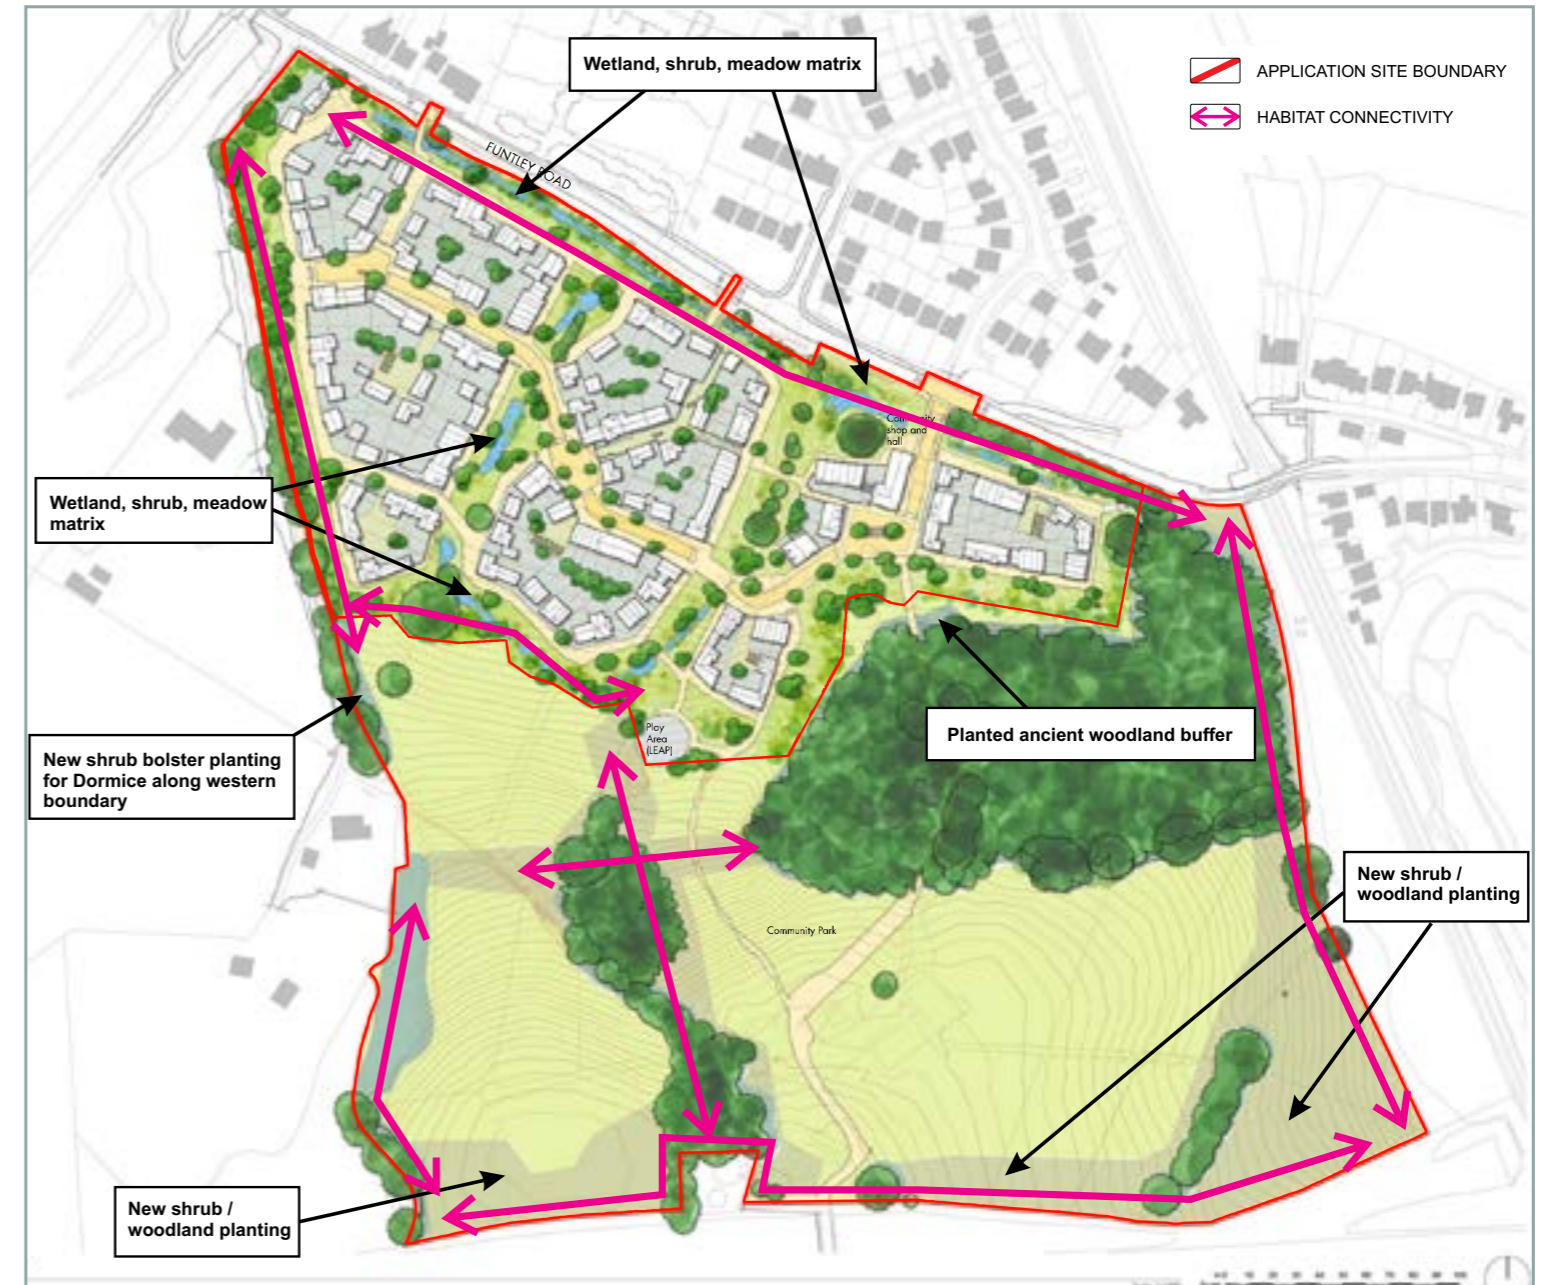 Wetland, shrub, meadow matrix
APPLICATION SITE BOUNDARY
HABITAT CONNECTIVITY
FUNTLEY ROAD
Community
shop and
hall
Wetland, shrub, meadow
matrix
Planted ancient woodland buffer
Play
Area
(LEAP)
New shrub bolster planting
for Dormice along western
boundary
New shrub /
woodland planting
Community Park
New shrub /
woodland planting